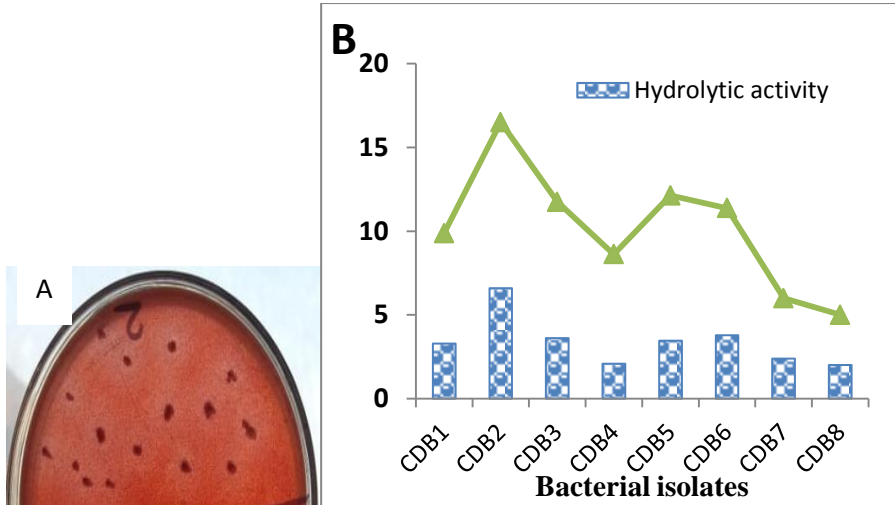 A
2
B
20
15
10
5
0
Hydrolytic activity
CDB1
CDB2
CDB3
CDB4
CDB5
CDB6
CDB7
CDB8
Bacterial isolates